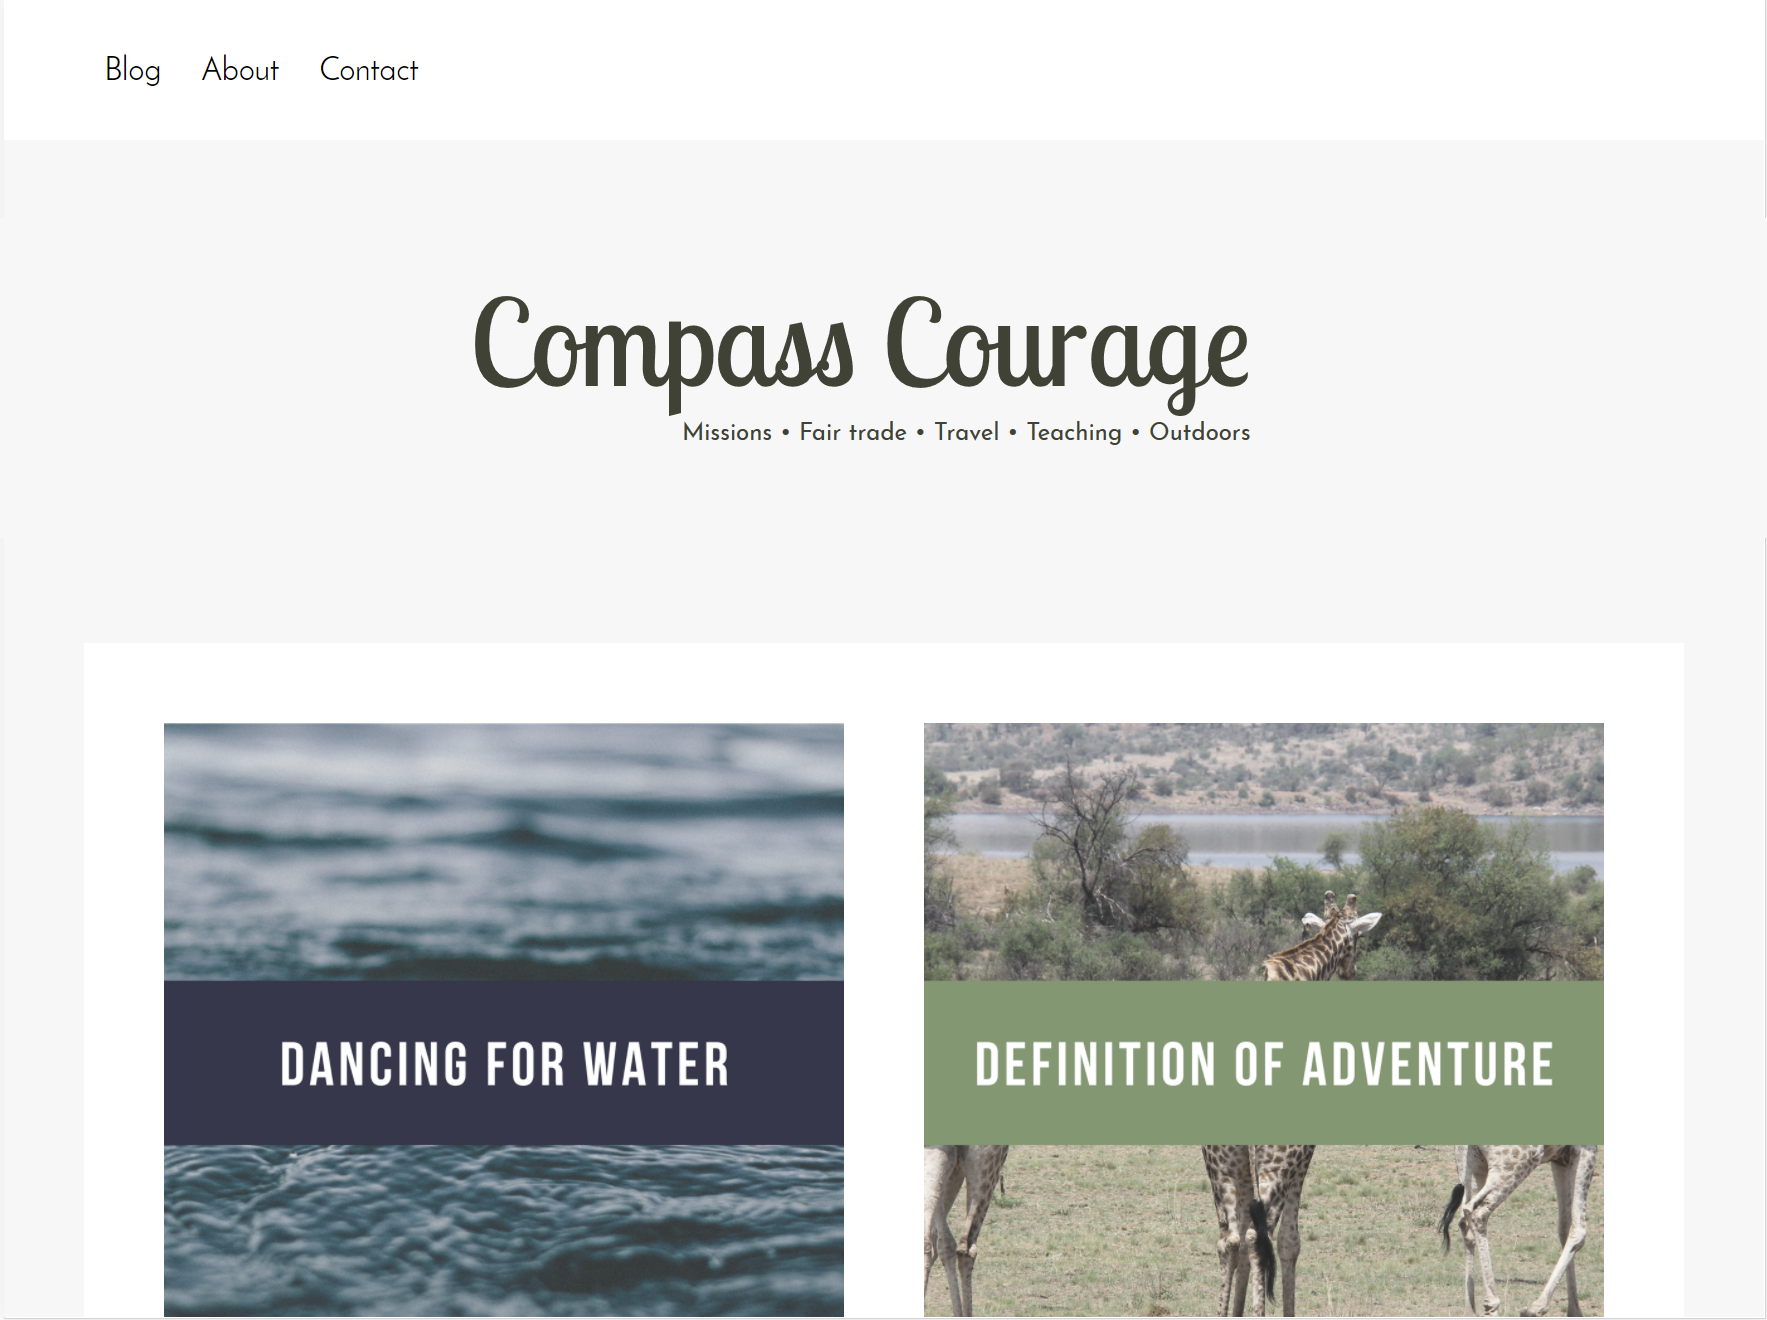 Blog About Contact
Compass Courage
Missions • Fair trade • Travel • Teaching • Outdoors
DANCING FOR WATER
DEFINITION OF ADVENTURE